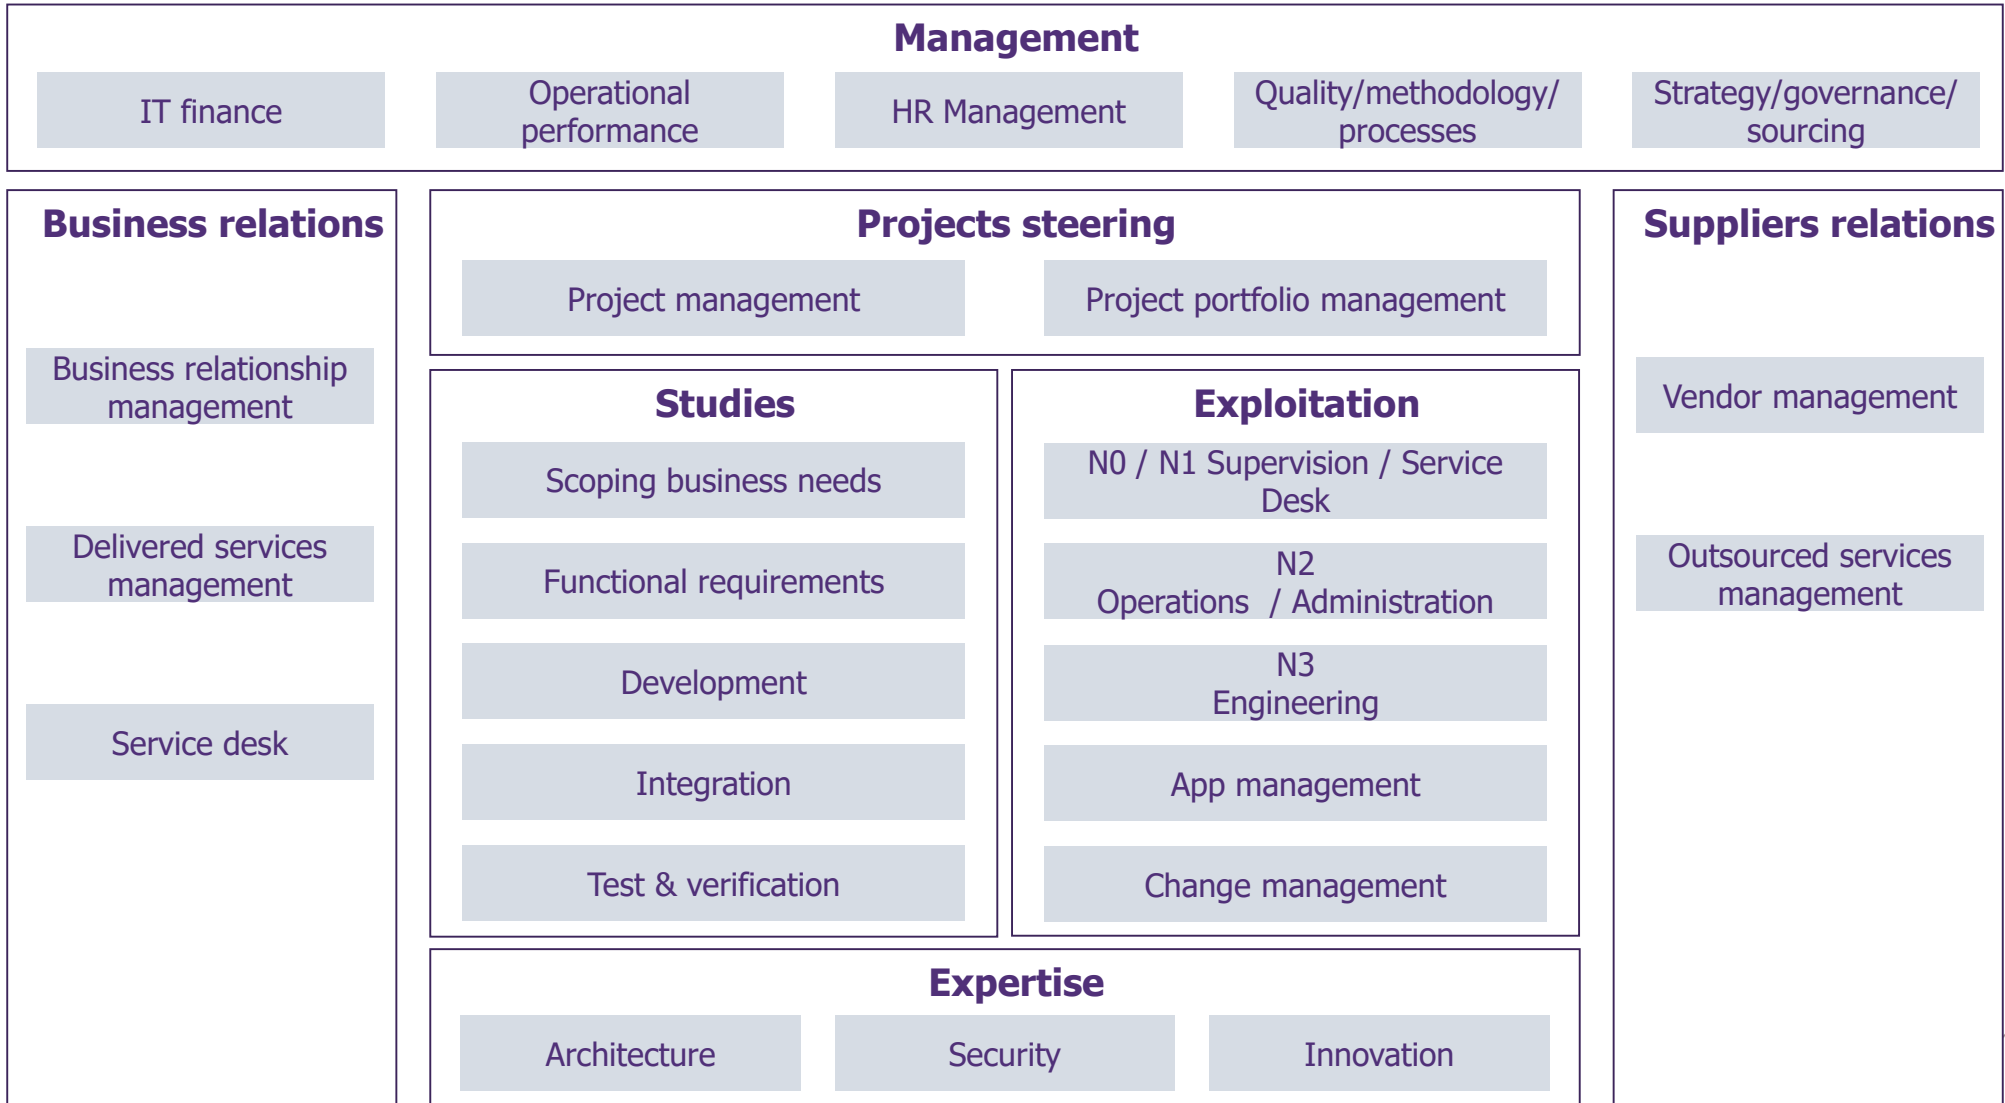 Management
IT finance
Operational
performance
HR Management
Quality/methodology/
processes
Strategy/governance/
sourcing
Business relations
Business relationship
management
Delivered services
management
Service desk
Projects steering
Project management
Project portfolio management
Studies
Scoping business needs
Functional requirements
Development
Integration
Test & verification
Exploitation
N0 / N1 Supervision / Service
Desk
N2
Operations / Administration
N3
Engineering
App management
Change management
Expertise
Architecture
Security
Innovation
Suppliers relations
Vendor management
Outsourced services
management